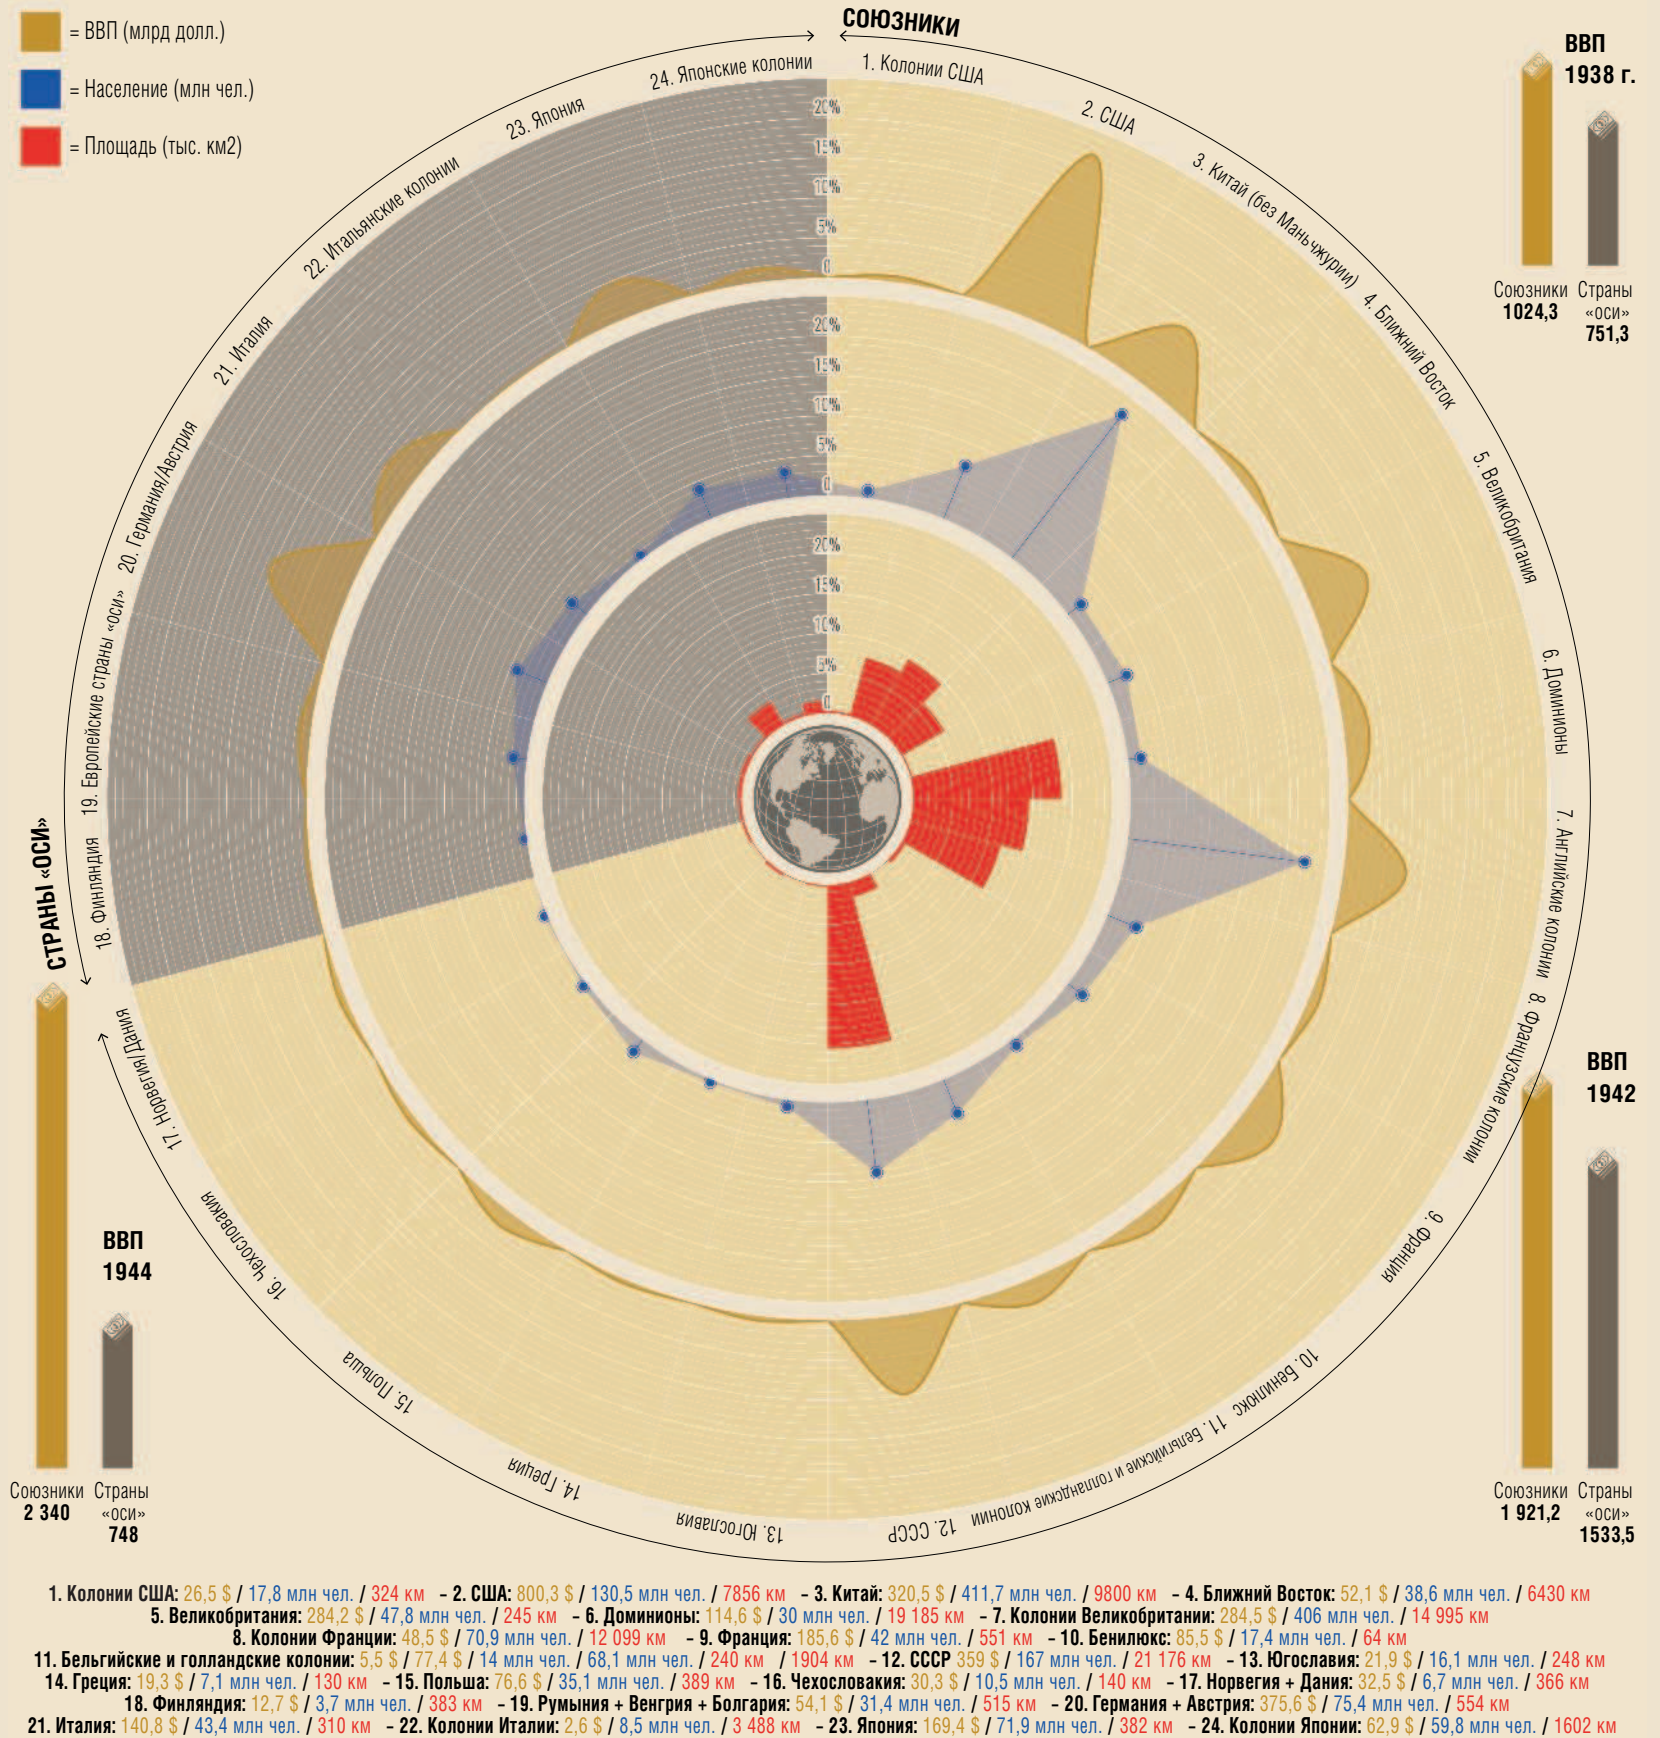 = ВВП (млрд долл.)
= Население (млн чел.)
= Площадь (тыс. км2)
СОЮЗНИКИ
1. Колонии США
2. США
3. Китай (без Маньчжурии)
4. Ближний Восток
5. Великобритания
6. Доминионы
7. Английские колонии
8. Французские колонии
9. Франция
10. Бенилюкс
11. Бельгийские и голландские колонии
12. СССР
13. Югославия
14. Греция
15. Польша
16. Чехословакия
17. Норвегия/Дания
СТРАНЫ «ОСИ»
18. Финляндия
19. Европейские страны «оси»
20. Германия/Австрия
21. Италия
22. Итальянские колонии
23. Япония
24. Японские колонии
20%
15%
10%
5%
0
20%
15%
10%
5%
0
20%
15%
10%
5%
0
ВВП
1938 г.
Союзники
1024,3
Страны
«оси»
751,3
ВВП
1942
Союзники
1 921,2
Страны
«оси»
1533,5
ВВП
1944
Союзники
2 340
Страны
«оси»
748
1. Колонии США: 26,5 $ / 17,8 млн чел. / 324 км – 2. США: 800,3 $ / 130,5 млн чел. / 7856 км – 3. Китай: 320,5 $ / 411,7 млн чел. / 9800 км – 4. Ближний Восток: 52,1 $ / 38,6 млн чел. / 6430 км
5. Великобритания: 284,2 $ / 47,8 млн чел. / 245 км – 6. Доминионы: 114,6 $ / 30 млн чел. / 19 185 км – 7. Колонии Великобритании: 284,5 $ / 406 млн чел. / 14 995 км
8. Колонии Франции: 48,5 $ / 70,9 млн чел. / 12 099 км – 9. Франция: 185,6 $ / 42 млн чел. / 551 км – 10. Бенилюкс: 85,5 $ / 17,4 млн чел. / 64 км
11. Бельгийские и голландские колонии: 5,5 $ / 77,4 $ / 14 млн чел. / 68,1 млн чел. / 240 км / 1904 км – 12. СССР 359 $ / 167 млн чел. / 21 176 км – 13. Югославия: 21,9 $ / 16,1 млн чел. / 248 км
14. Греция: 19,3 $ / 7,1 млн чел. / 130 км – 15. Польша: 76,6 $ / 35,1 млн чел. / 389 км – 16. Чехословакия: 30,3 $ / 10,5 млн чел. / 140 км – 17. Норвегия + Дания: 32,5 $ / 6,7 млн чел. / 366 км
18. Финляндия: 12,7 $ / 3,7 млн чел. / 383 км – 19. Румыния + Венгрия + Болгария: 54,1 $ / 31,4 млн чел. / 515 км – 20. Германия + Австрия: 375,6 $ / 75,4 млн чел. / 554 км
21. Италия: 140,8 $ / 43,4 млн чел. / 310 км – 22. Колонии Италии: 2,6 $ / 8,5 млн чел. / 3 488 км – 23. Япония: 169,4 $ / 71,9 млн чел. / 382 км – 24. Колонии Японии: 62,9 $ / 59,8 млн чел. / 1602 км